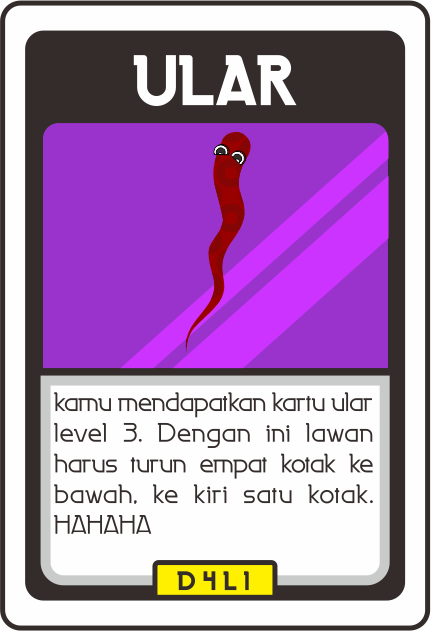 ULAR
kamu mendapatkan kartu ular
level 3. Dengan ini lawan
harus turun empat kotak ke
bawah, ke kiri satu kotak.
HAHAHA
D4L1